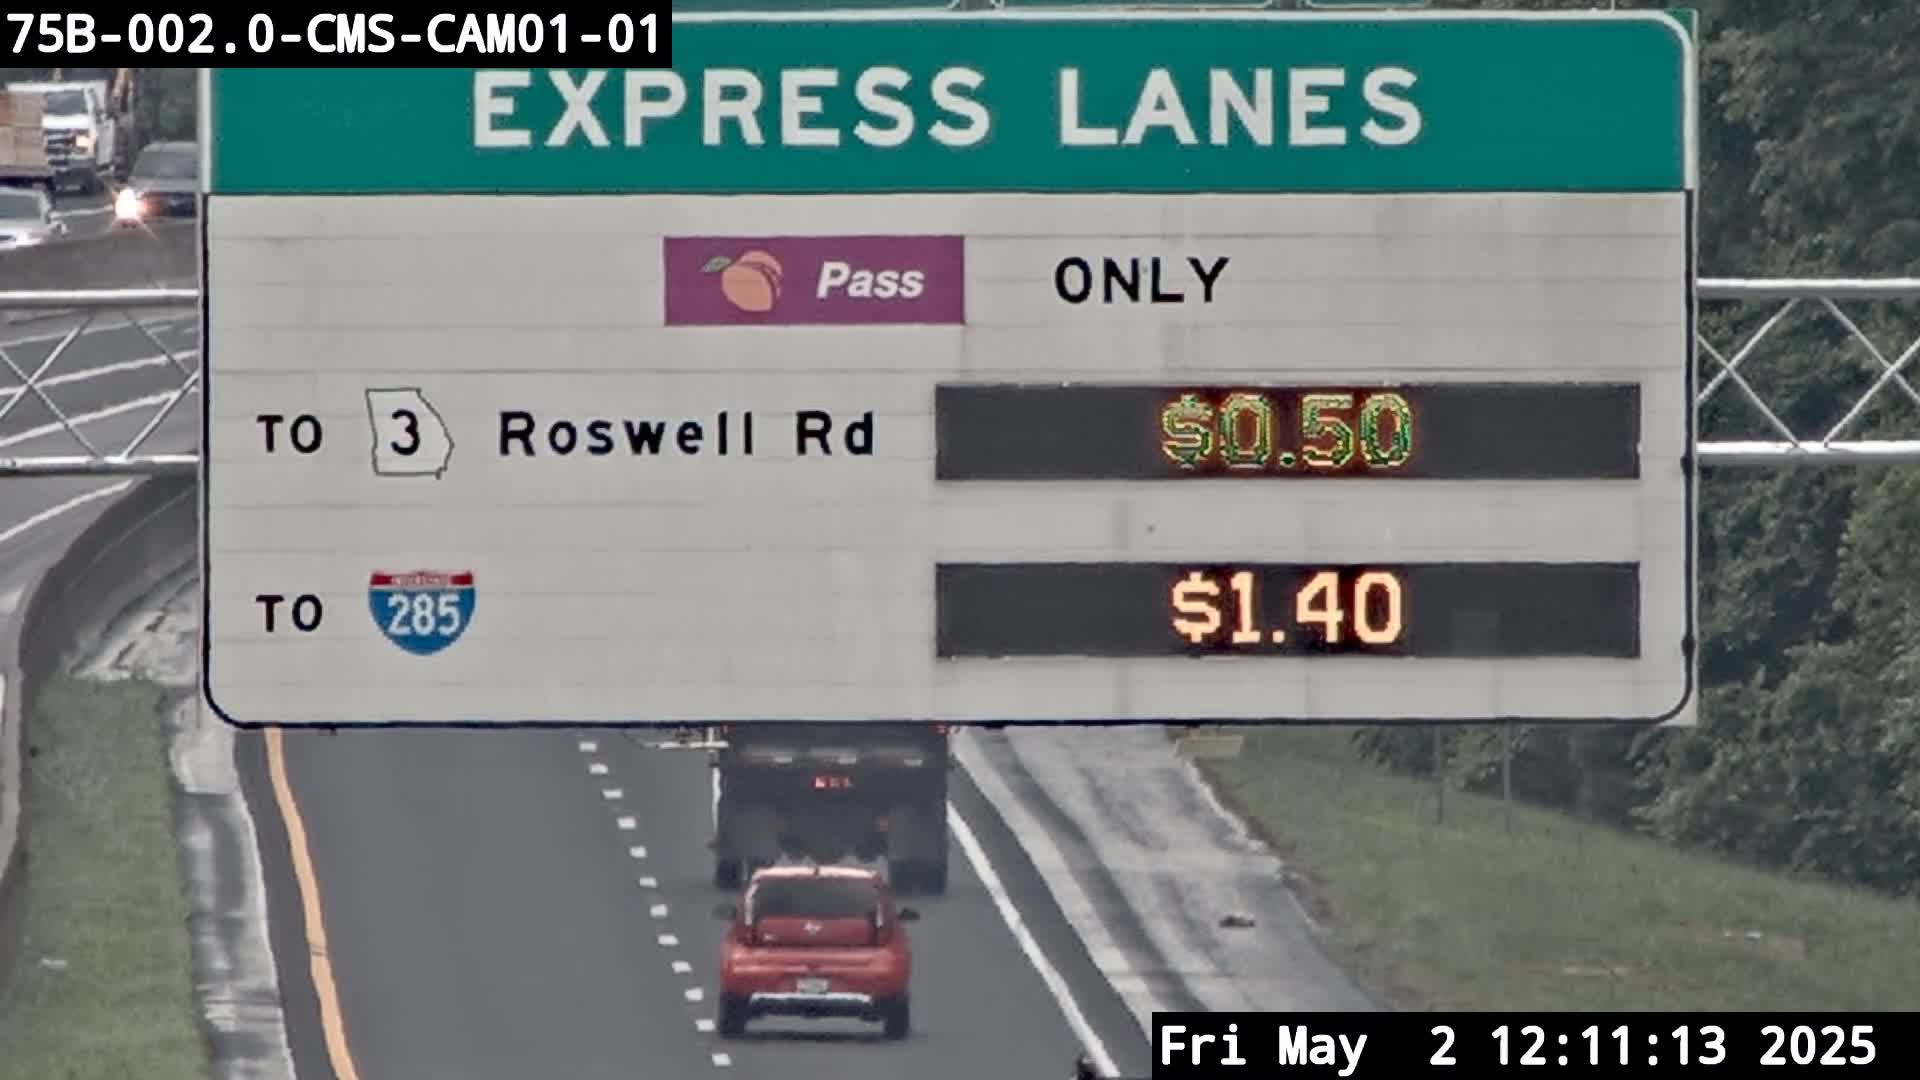 75B-002.0-CMS-CAM01-01
EXPRESS LANES
Pass ONLY
TO 3 Roswell Rd $0.50
INTERSTATE
TO 285 $1.40
Fri May 2 12:11:13 2025